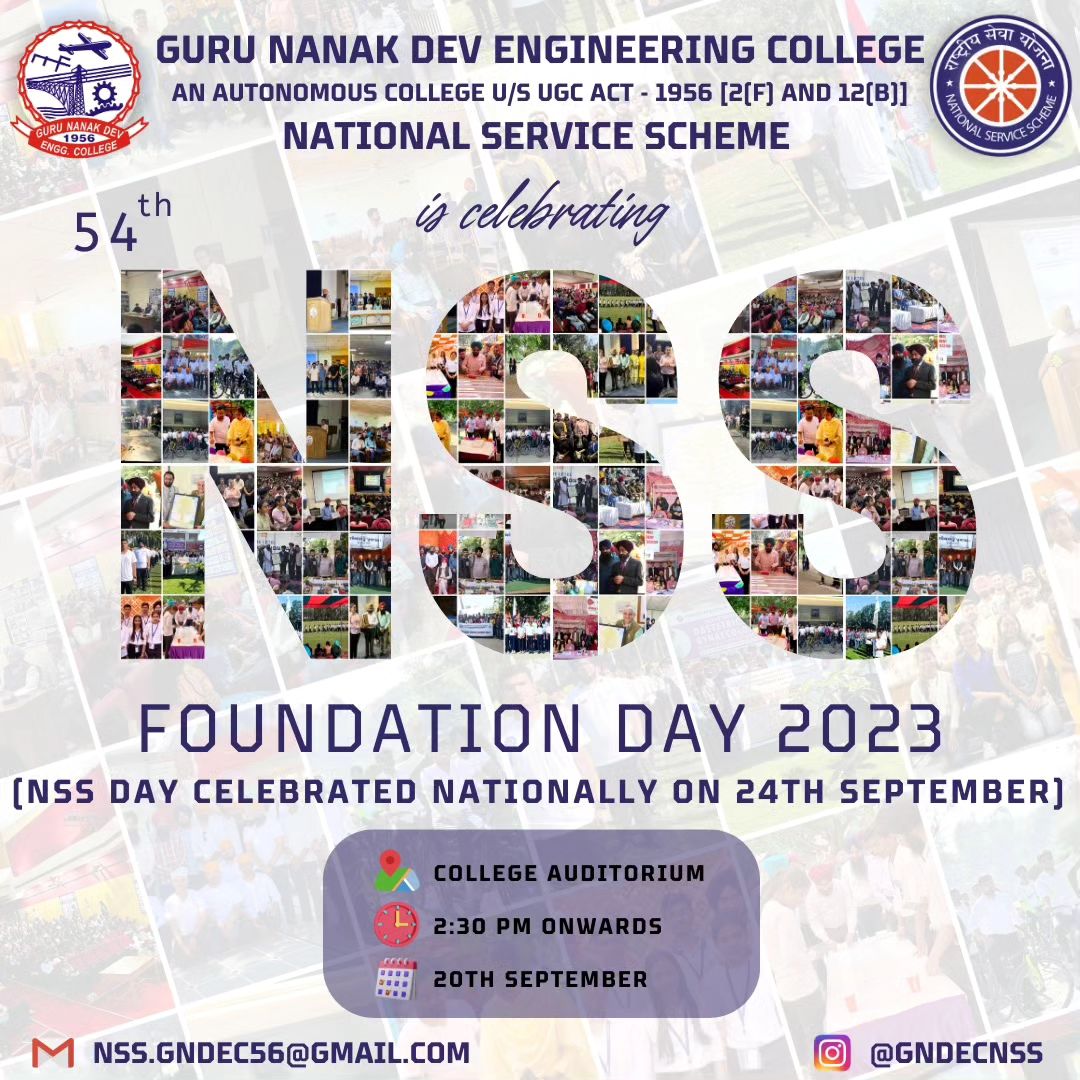 GURU NANAK DEV ENGINEERING COLLEGE
AN AUTONOMOUS COLLEGE U/S UGC ACT - 1956 [2(F) AND 12(B)]
NATIONAL SERVICE SCHEME
GURU NANAK DEV
1956
ENGG. COLLEGE
राष्ट्रीय सेवा योजना
NATIONAL SERVICE SCHEME
is celebrating
54th
NSS
FOUNDATION DAY 2023
(NSS DAY CELEBRATED NATIONALLY ON 24TH SEPTEMBER)
COLLEGE AUDITORIUM
2:30 PM ONWARDS
20TH SEPTEMBER
NSS.GNDEC56@GMAIL.COM
@GNDECNSS